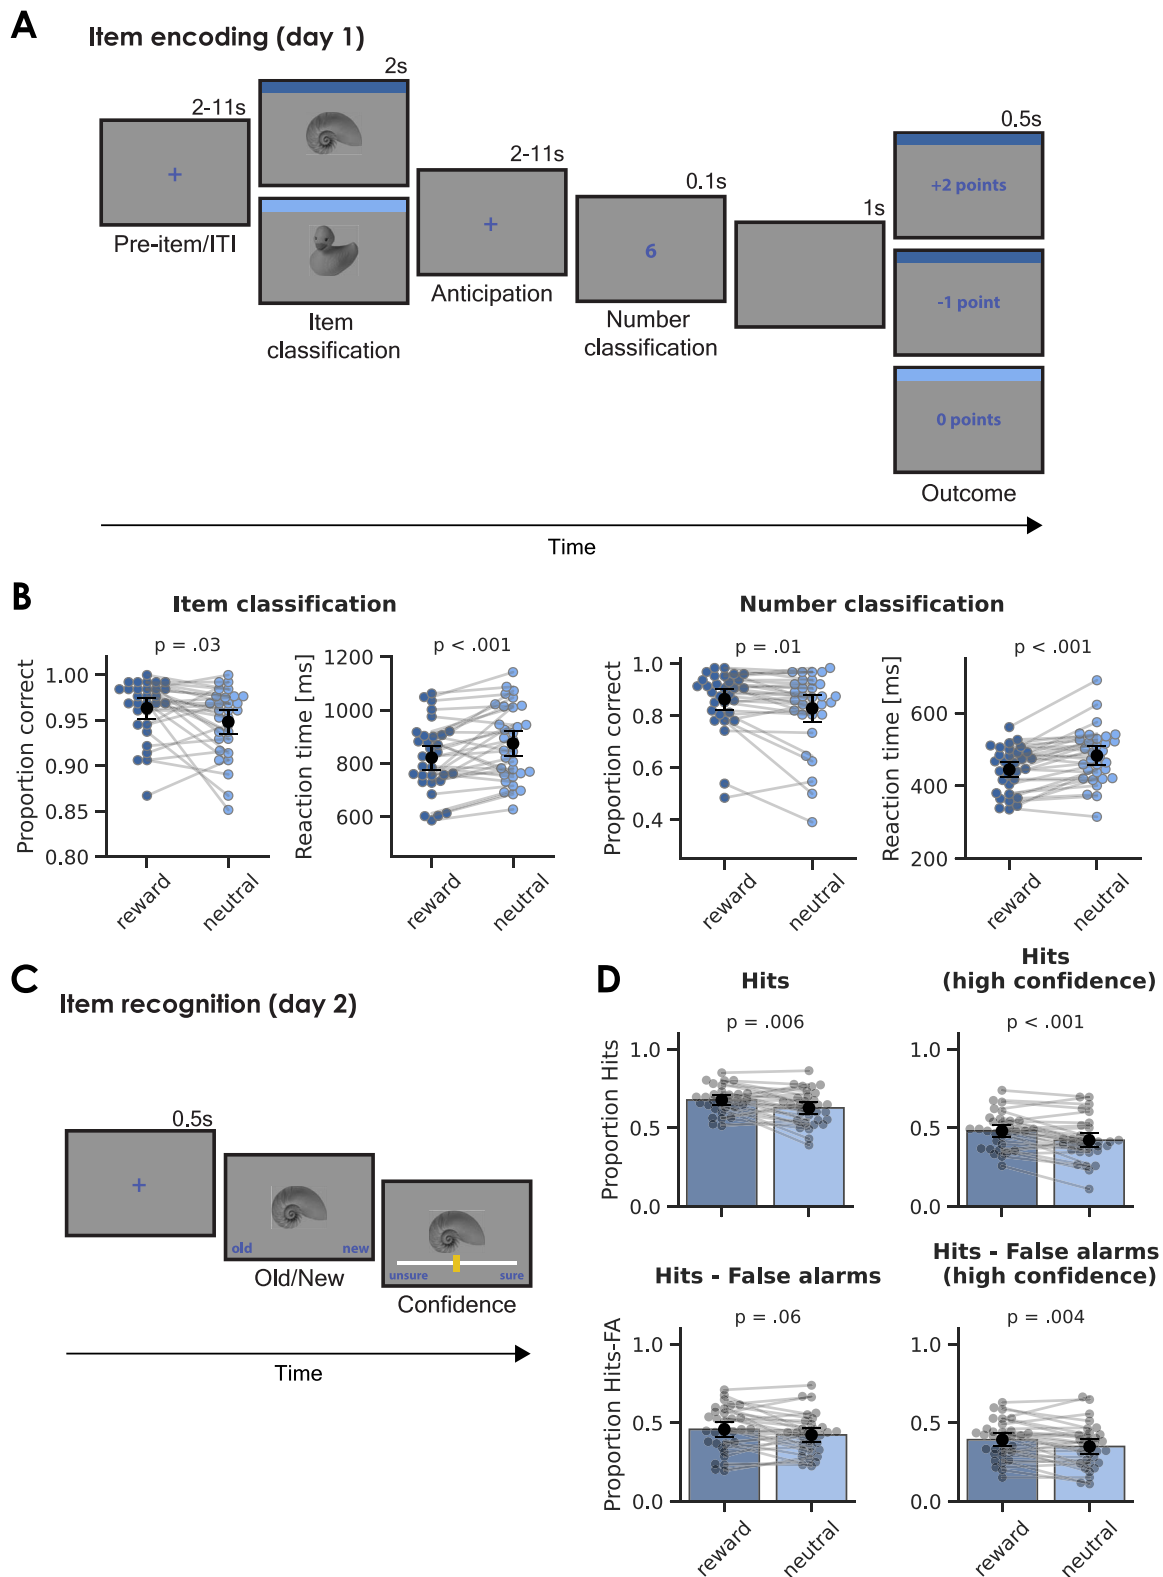 A
Item encoding (day 1)
2-11s
2s
2-11s
0.1s
1s
0.5s
+
+
6
+2 points
-1 point
0 points
Pre-item/ITI
Item
classification
Anticipation
Number
classification
Outcome
Time
B
Item classification
Number classification
p = .03
p < .001
p = .01
p < .001
Proportion correct
1.00
0.95
0.90
0.85
0.80
reward
neutral
Reaction time [ms]
1200
1000
800
600
reward
neutral
Proportion correct
1.0
0.8
0.6
0.4
reward
neutral
Reaction time [ms]
600
400
200
reward
neutral
C
Item recognition (day 2)
0.5s
+
old
new
Old/New
unsure
sure
Confidence
Time
D
Hits
p = .006
Proportion Hits
1.0
0.5
0.0
Hits
(high confidence)
p < .001
1.0
0.5
0.0
Hits - False alarms
p = .06
Proportion Hits-FA
1.0
0.5
0.0
reward
neutral
Hits - False alarms
(high confidence)
p = .004
1.0
0.5
0.0
reward
neutral